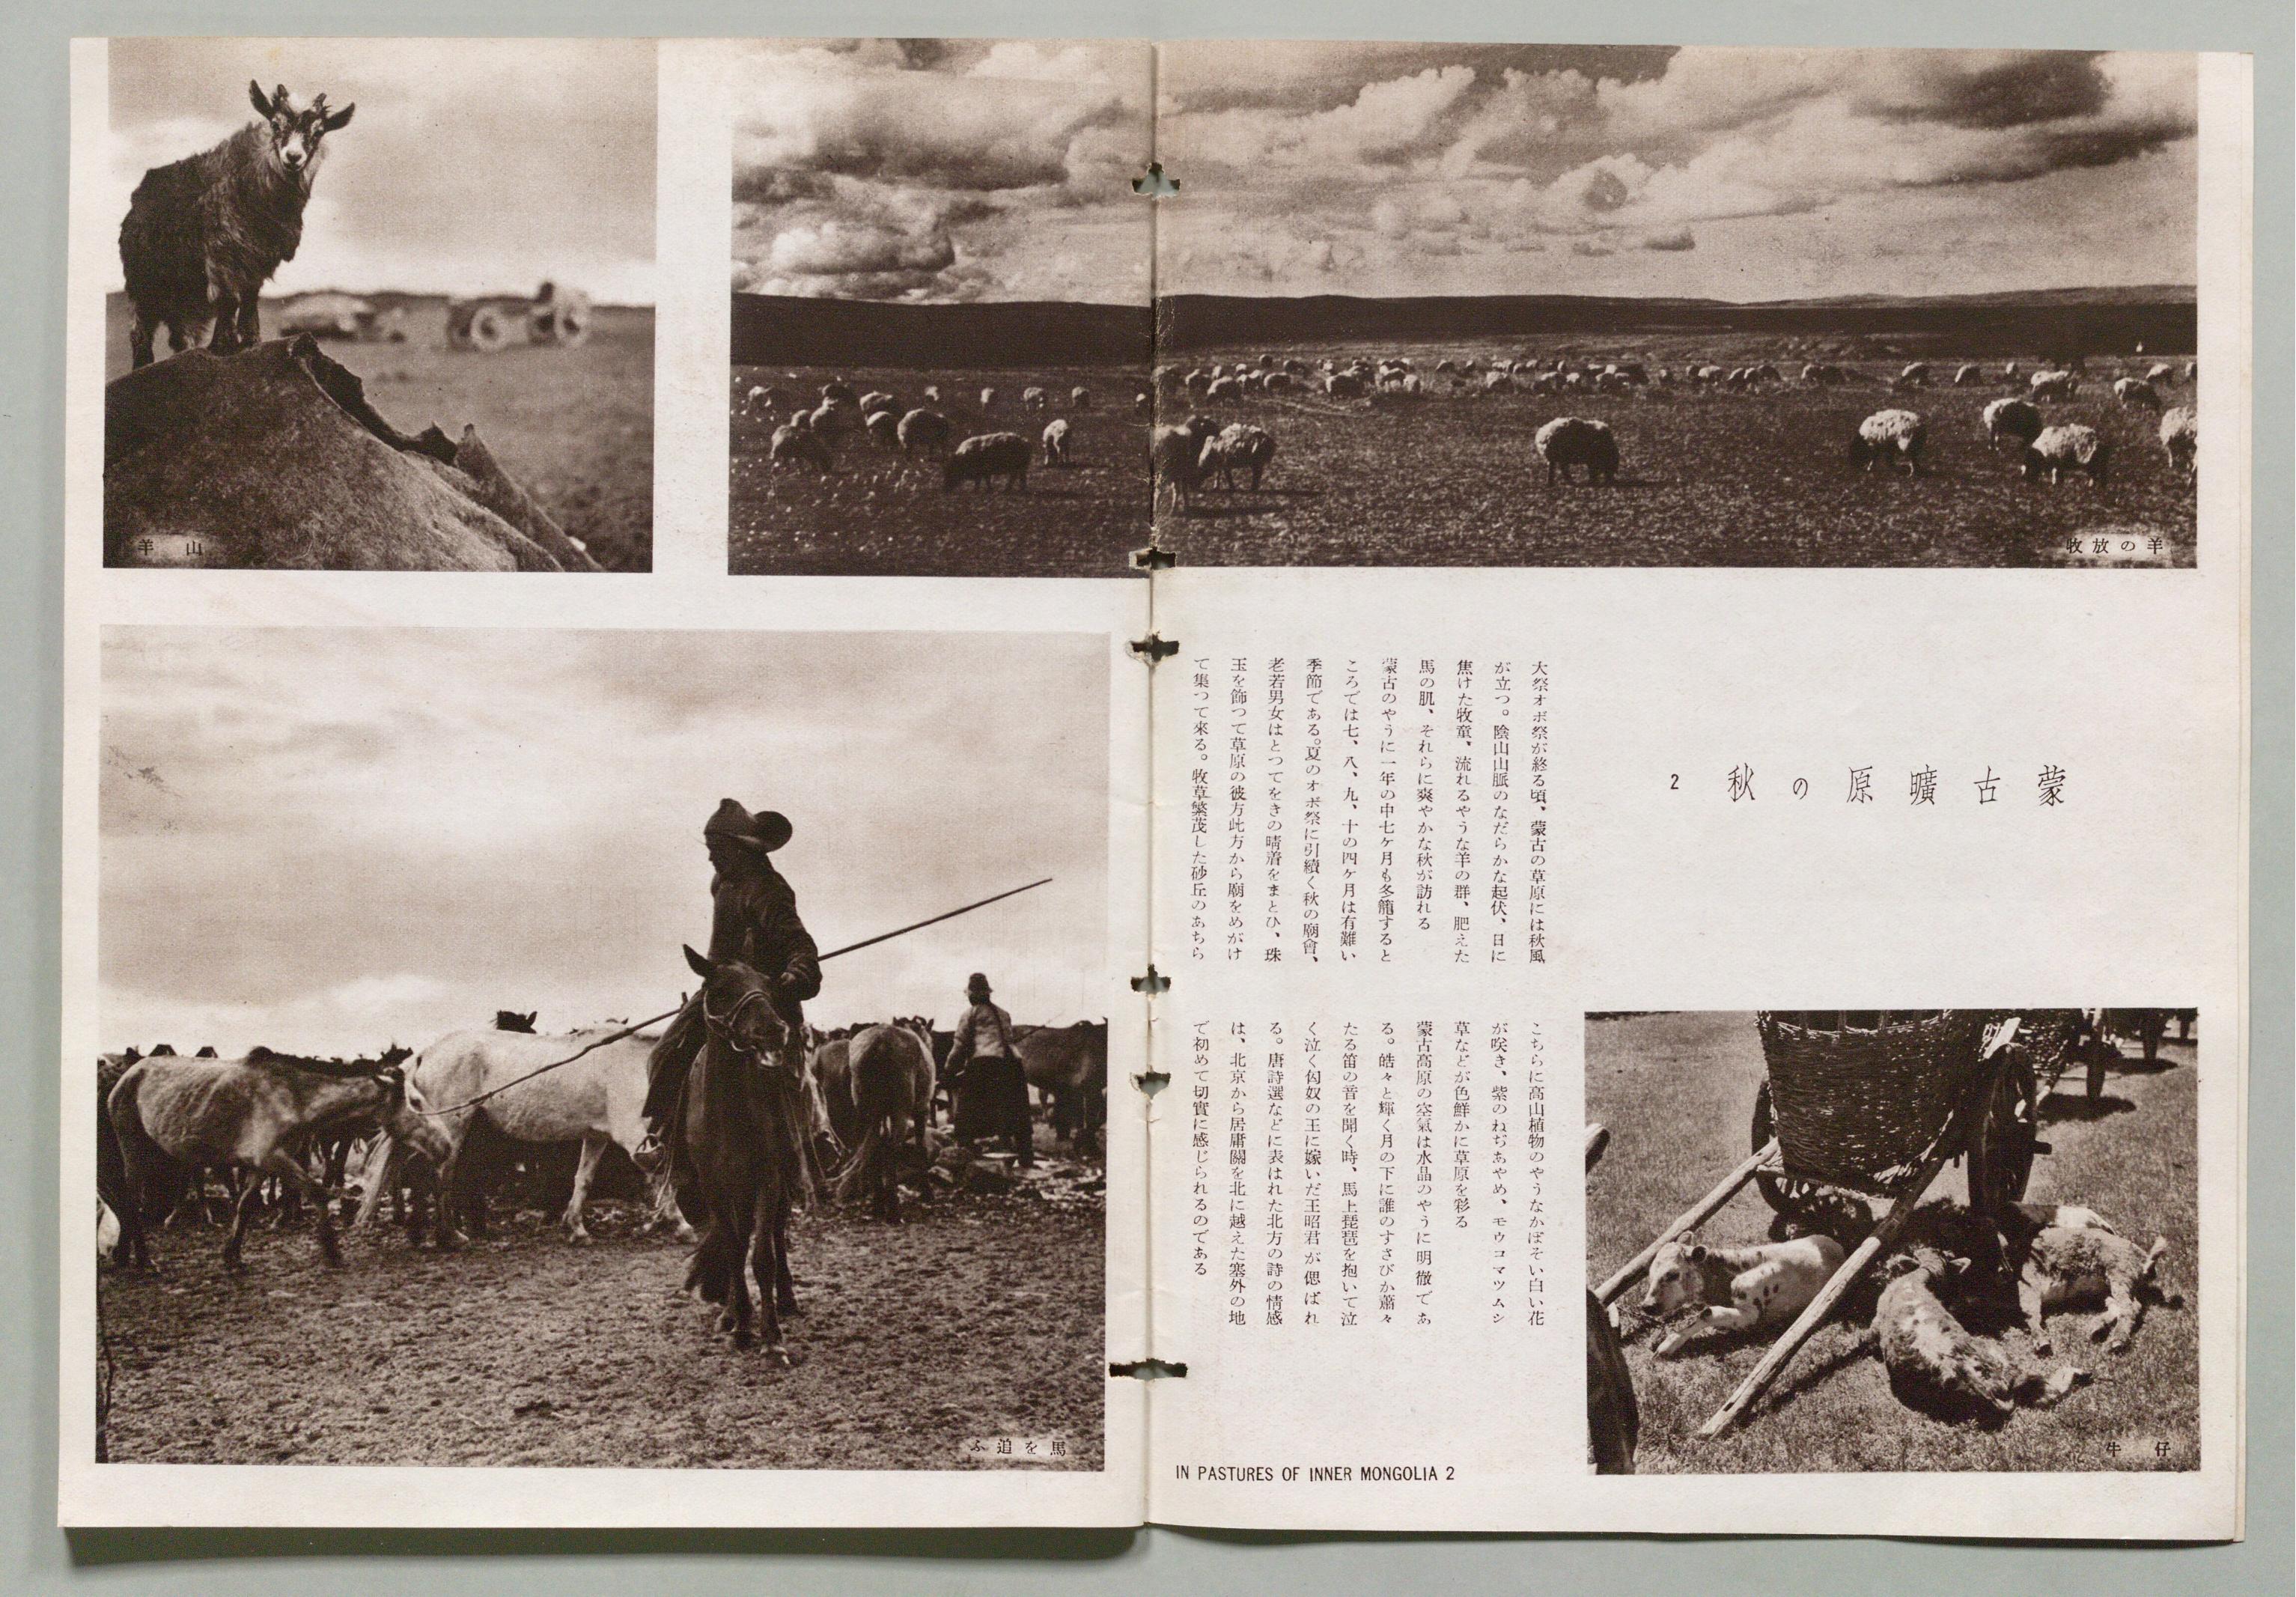 蒙古曠原の秋 2
大祭オボ祭が終る頃、蒙古の草原には秋風
が立つ。陰山山脈のなだらかな起伏、日に
焦けた牧童、流れるやうな羊の群、肥えた
馬の肌、それらに爽やかな秋が訪れる
蒙古のやうに一年の中七ケ月も冬籠すると
ころでは七、八、九、十の四ケ月は有難い
季節である。夏のオボ祭に引續く秋の廟會、
老若男女はとつてをきの晴着をまとひ、珠
玉を飾つて草原の彼方此方から廟をめがけ
て集つて來る。牧草繁茂した砂丘のあちら
こちらに高山植物のやうなかぼそい白い花
が咲き、紫のねぢあやめ、モウコマツムシ
草などが色鮮かに草原を彩る
蒙古高原の空氣は水晶のやうに明徹であ
る。皓々と輝く月の下に誰のすさびか蕭々
たる笛の音を聞く時、馬上琵琶を抱いて泣
く泣く匈奴の王に嫁いだ王昭君が偲ばれ
る。唐詩選などに表はれた北方の詩の情感
は、北京から居庸關を北に越えた塞外の地
で初めて切實に感じられるのである
羊の放牧
山羊
馬を追ふ
仔牛
IN PASTURES OF INNER MONGOLIA 2